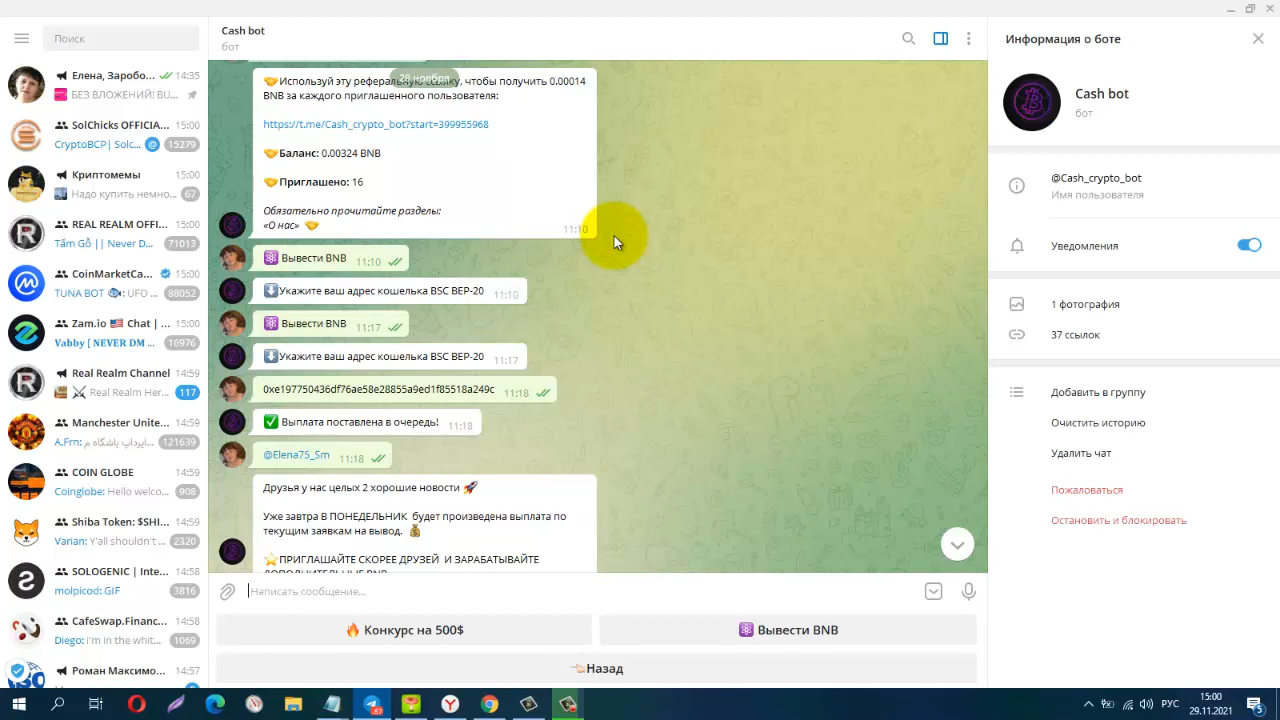 Поиск
Елена, Заробо... 14:35
БЕЗ ВЛОЖЕНИЙ! BU...
SolChicks OFFICIA... 15:00
CryptoBCP| Solc... @ 15279
Криптомемы 15:00
Надо купить немно... 67
REAL REALM OFFI... 15:00
Tấm Gỗ || Never D... 71013
CoinMarketCa... 15:00
TUNA BOT 🐟: UFO ... 88052
Zam.io 🇺🇸 Chat | ... 15:00
Vabby [ NEVER DM ... 16976
Real Realm Channel 14:59
⚔ Real Realm Her... 117
Manchester Unite... 14:59
A.Frn: ایردراپ باشگاه م... 121639
COIN GLOBE 14:59
Coinglobe: Hello welco... 908
Shiba Token: $SHI... 14:59
Varian: Y'all shouldn't ... 2320
SOLOGENIC | Inte... 14:58
molpicod: GIF 3816
CafeSwap.Financ... 14:58
Diego: i'm in the whit... 1069
Роман Максимо... 14:57
Cash bot
бот
28 ноября
🤝Используй эту реферальную ссылку, чтобы получить 0.00014
BNB за каждого приглашенного пользователя:
https://t.me/Cash_crypto_bot?start=399955968
🤝Баланс: 0.00324 BNB
🤝Приглашено: 16
Обязательно прочитайте разделы:
«О нас» 🤝
11:10
⚛ Вывести BNB 11:10
⬇Укажите ваш адрес кошелька BSC BEP-20 11:10
⚛ Вывести BNB 11:17
⬇Укажите ваш адрес кошелька BSC BEP-20 11:17
0xe197750436df76ae58e28855a9ed1f85518a249c 11:18
✅ Выплата поставлена в очередь! 11:18
@Elena75_Sm 11:18
Друзья у нас целых 2 хорошие новости 🚀
Уже завтра В ПОНЕДЕЛЬНИК будет произведена выплата по
текущим заявкам на вывод. 💰
⭐ПРИГЛАШАЙТЕ СКОРЕЕ ДРУЗЕЙ И ЗАРАБАТЫВАЙТЕ
ДОПОЛНИТЕЛЬНЫЕ BNB
Написать сообщение...
🔥 Конкурс на 500$
⚛ Вывести BNB
👈Назад
Информация о боте
Cash bot
бот
@Cash_crypto_bot
Имя пользователя
Уведомления
1 фотография
37 ссылок
Добавить в группу
Очистить историю
Удалить чат
Пожаловаться
Остановить и блокировать
РУС
15:00
29.11.2021
5